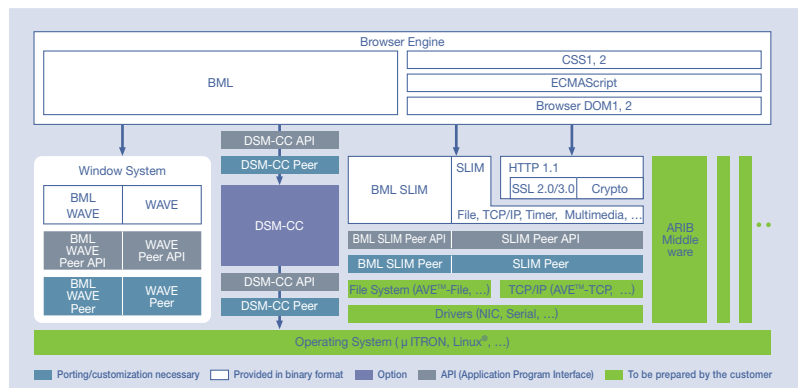 Browser Engine
BML
CSS1, 2
ECMAScript
Browser DOM1, 2
DSM-CC API
DSM-CC Peer
DSM-CC
DSM-CC API
DSM-CC Peer
Window System
BML
WAVE
WAVE
BML
WAVE
Peer API
WAVE
Peer API
BML
WAVE
Peer
WAVE
Peer
BML SLIM
SLIM
HTTP 1.1
SSL 2.0/3.0
Crypto
File, TCP/IP, Timer, Multimedia, ...
BML SLIM Peer API
SLIM Peer API
BML SLIM Peer
SLIM Peer
File System (AVE™-File, ...)
TCP/IP (AVE™-TCP, ...)
Drivers (NIC, Serial, ...)
ARIB
Middle
ware
Operating System (μ ITRON, Linux®, ...)
Porting/customization necessary
Provided in binary format
Option
API (Application Program Interface)
To be prepared by the customer